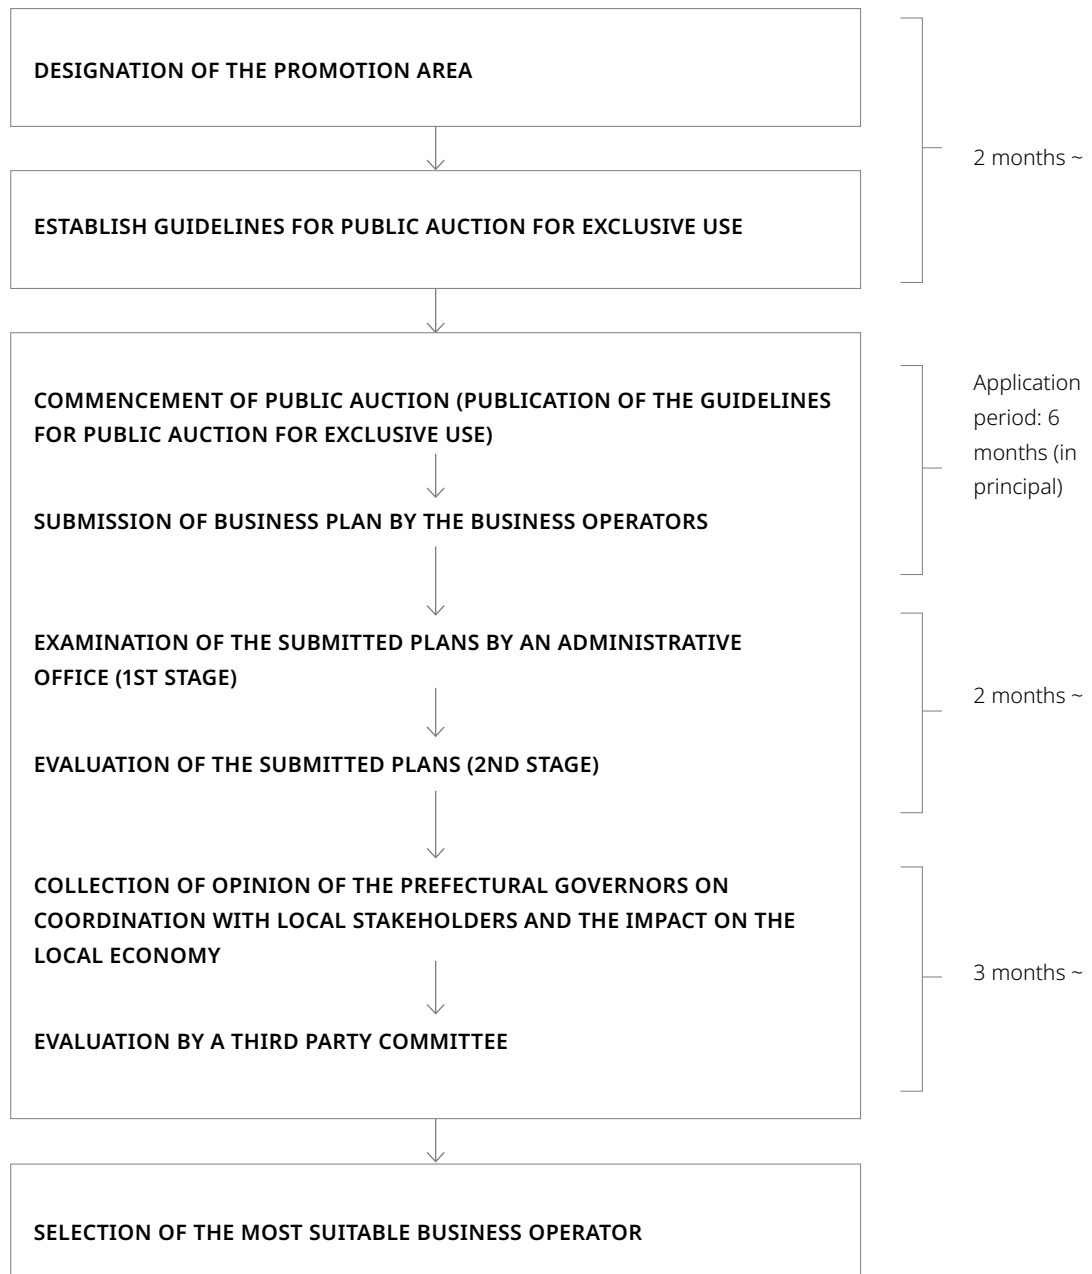 DESIGNATION OF THE PROMOTION AREA
2 months ~
ESTABLISH GUIDELINES FOR PUBLIC AUCTION FOR EXCLUSIVE USE
COMMENCEMENT OF PUBLIC AUCTION (PUBLICATION OF THE GUIDELINES
FOR PUBLIC AUCTION FOR EXCLUSIVE USE)
Application
period: 6
months (in
principal)
SUBMISSION OF BUSINESS PLAN BY THE BUSINESS OPERATORS
EXAMINATION OF THE SUBMITTED PLANS BY AN ADMINISTRATIVE
OFFICE (1ST STAGE)
2 months ~
EVALUATION OF THE SUBMITTED PLANS (2ND STAGE)
COLLECTION OF OPINION OF THE PREFECTURAL GOVERNORS ON
COORDINATION WITH LOCAL STAKEHOLDERS AND THE IMPACT ON THE
LOCAL ECONOMY
3 months ~
EVALUATION BY A THIRD PARTY COMMITTEE
SELECTION OF THE MOST SUITABLE BUSINESS OPERATOR